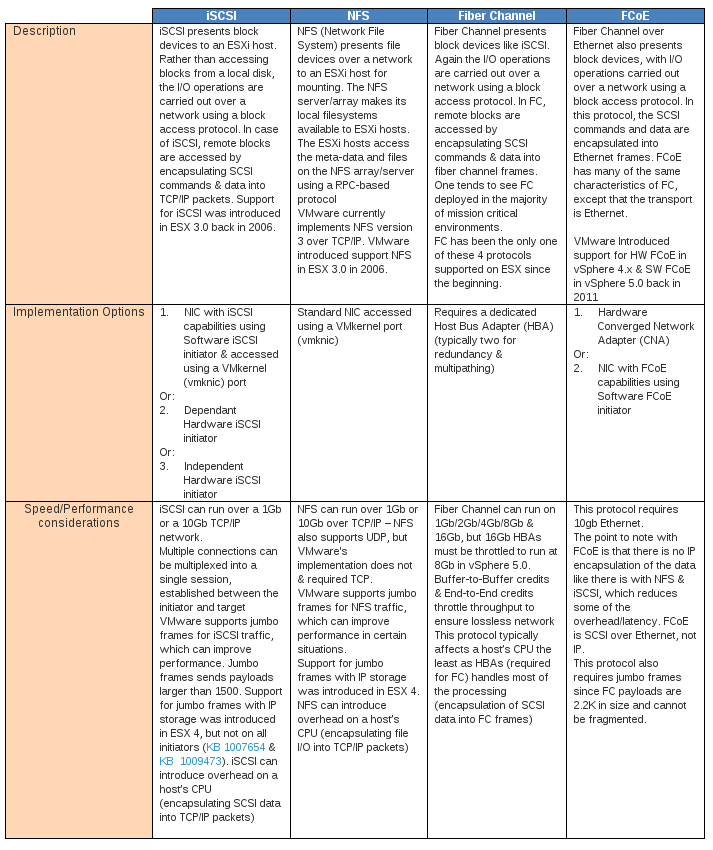 iSCSI
NFS
Fiber Channel
FCoE
Description
iSCSI presents block
devices to an ESXi host.
Rather than accessing
blocks from a local disk,
the I/O operations are
carried out over a
network using a block
access protocol. In case
of iSCSI, remote blocks
are accessed by
encapsulating SCSI
commands & data into
TCP/IP packets. Support
for iSCSI was introduced
in ESX 3.0 back in 2006.
NFS (Network File
System) presents file
devices over a network
to an ESXi host for
mounting. The NFS
server/array makes its
local filesystems
available to ESXi hosts.
The ESXi hosts access
the meta-data and files
on the NFS array/server
using a RPC-based
protocol
VMware currently
implements NFS version
3 over TCP/IP. VMware
introduced support NFS
in ESX 3.0 in 2006.
Fiber Channel presents
block devices like iSCSI.
Again the I/O operations
are carried out over a
network using a block
access protocol. In FC,
remote blocks are
accessed by
encapsulating SCSI
commands & data into
fiber channel frames.
One tends to see FC
deployed in the majority
of mission critical
environments.
FC has been the only one
of these 4 protocols
supported on ESX since
the beginning.
Fiber Channel over
Ethernet also presents
block devices, with I/O
operations carried out
over a network using a
block access protocol. In
this protocol, the SCSI
commands and data are
encapsulated into
Ethernet frames. FCoE
has many of the same
characteristics of FC,
except that the transport
is Ethernet.
VMware Introduced
support for HW FCoE in
vSphere 4.x & SW FCoE
in vSphere 5.0 back in
2011
Implementation Options
1. NIC with iSCSI
capabilities using
Software iSCSI
initiator & accessed
using a VMkernel
(vmknic) port
Or:
2. Dependant
Hardware iSCSI
initiator
Or:
3. Independent
Hardware iSCSI
initiator
Standard NIC accessed
using a VMkernel port
(vmknic)
Requires a dedicated
Host Bus Adapter (HBA)
(typically two for
redundancy &
multipathing)
1. Hardware
Converged Network
Adapter (CNA)
Or:
2. NIC with FCoE
capabilities using
Software FCoE
initiator
Speed/Performance
considerations
iSCSI can run over a 1Gb
or a 10Gb TCP/IP
network.
Multiple connections can
be multiplexed into a
single session,
established between the
initiator and target
VMware supports jumbo
frames for iSCSI traffic,
which can improve
performance. Jumbo
frames sends payloads
larger than 1500. Support
for jumbo frames with IP
storage was introduced
in ESX 4, but not on all
initiators (KB 1007654 &
KB 1009473). iSCSI can
introduce overhead on a
host's CPU
(encapsulating SCSI data
into TCP/IP packets)
NFS can run over 1Gb or
10Gb over TCP/IP – NFS
also supports UDP, but
VMware's
implementation does not
& required TCP.
VMware supports jumbo
frames for NFS traffic,
which can improve
performance in certain
situations.
Support for jumbo
frames with IP storage
was introduced in ESX 4.
NFS can introduce
overhead on a host's
CPU (encapsulating file
I/O into TCP/IP packets)
Fiber Channel can run on
1Gb/2Gb/4Gb/8Gb &
16Gb, but 16Gb HBAs
must be throttled to run at
8Gb in vSphere 5.0.
Buffer-to-Buffer credits
& End-to-End credits
throttle throughput to
ensure lossless network
This protocol typically
affects a host's CPU the
least as HBAs (required
for FC) handles most of
the processing
(encapsulation of SCSI
data into FC frames)
This protocol requires
10gb Ethernet.
The point to note with
FCoE is that there is no IP
encapsulation of the data
like there is with NFS &
iSCSI, which reduces
some of the
overhead/latency. FCoE
is SCSI over Ethernet, not
IP.
This protocol also
requires jumbo frames
since FC payloads are
2.2K in size and cannot
be fragmented.